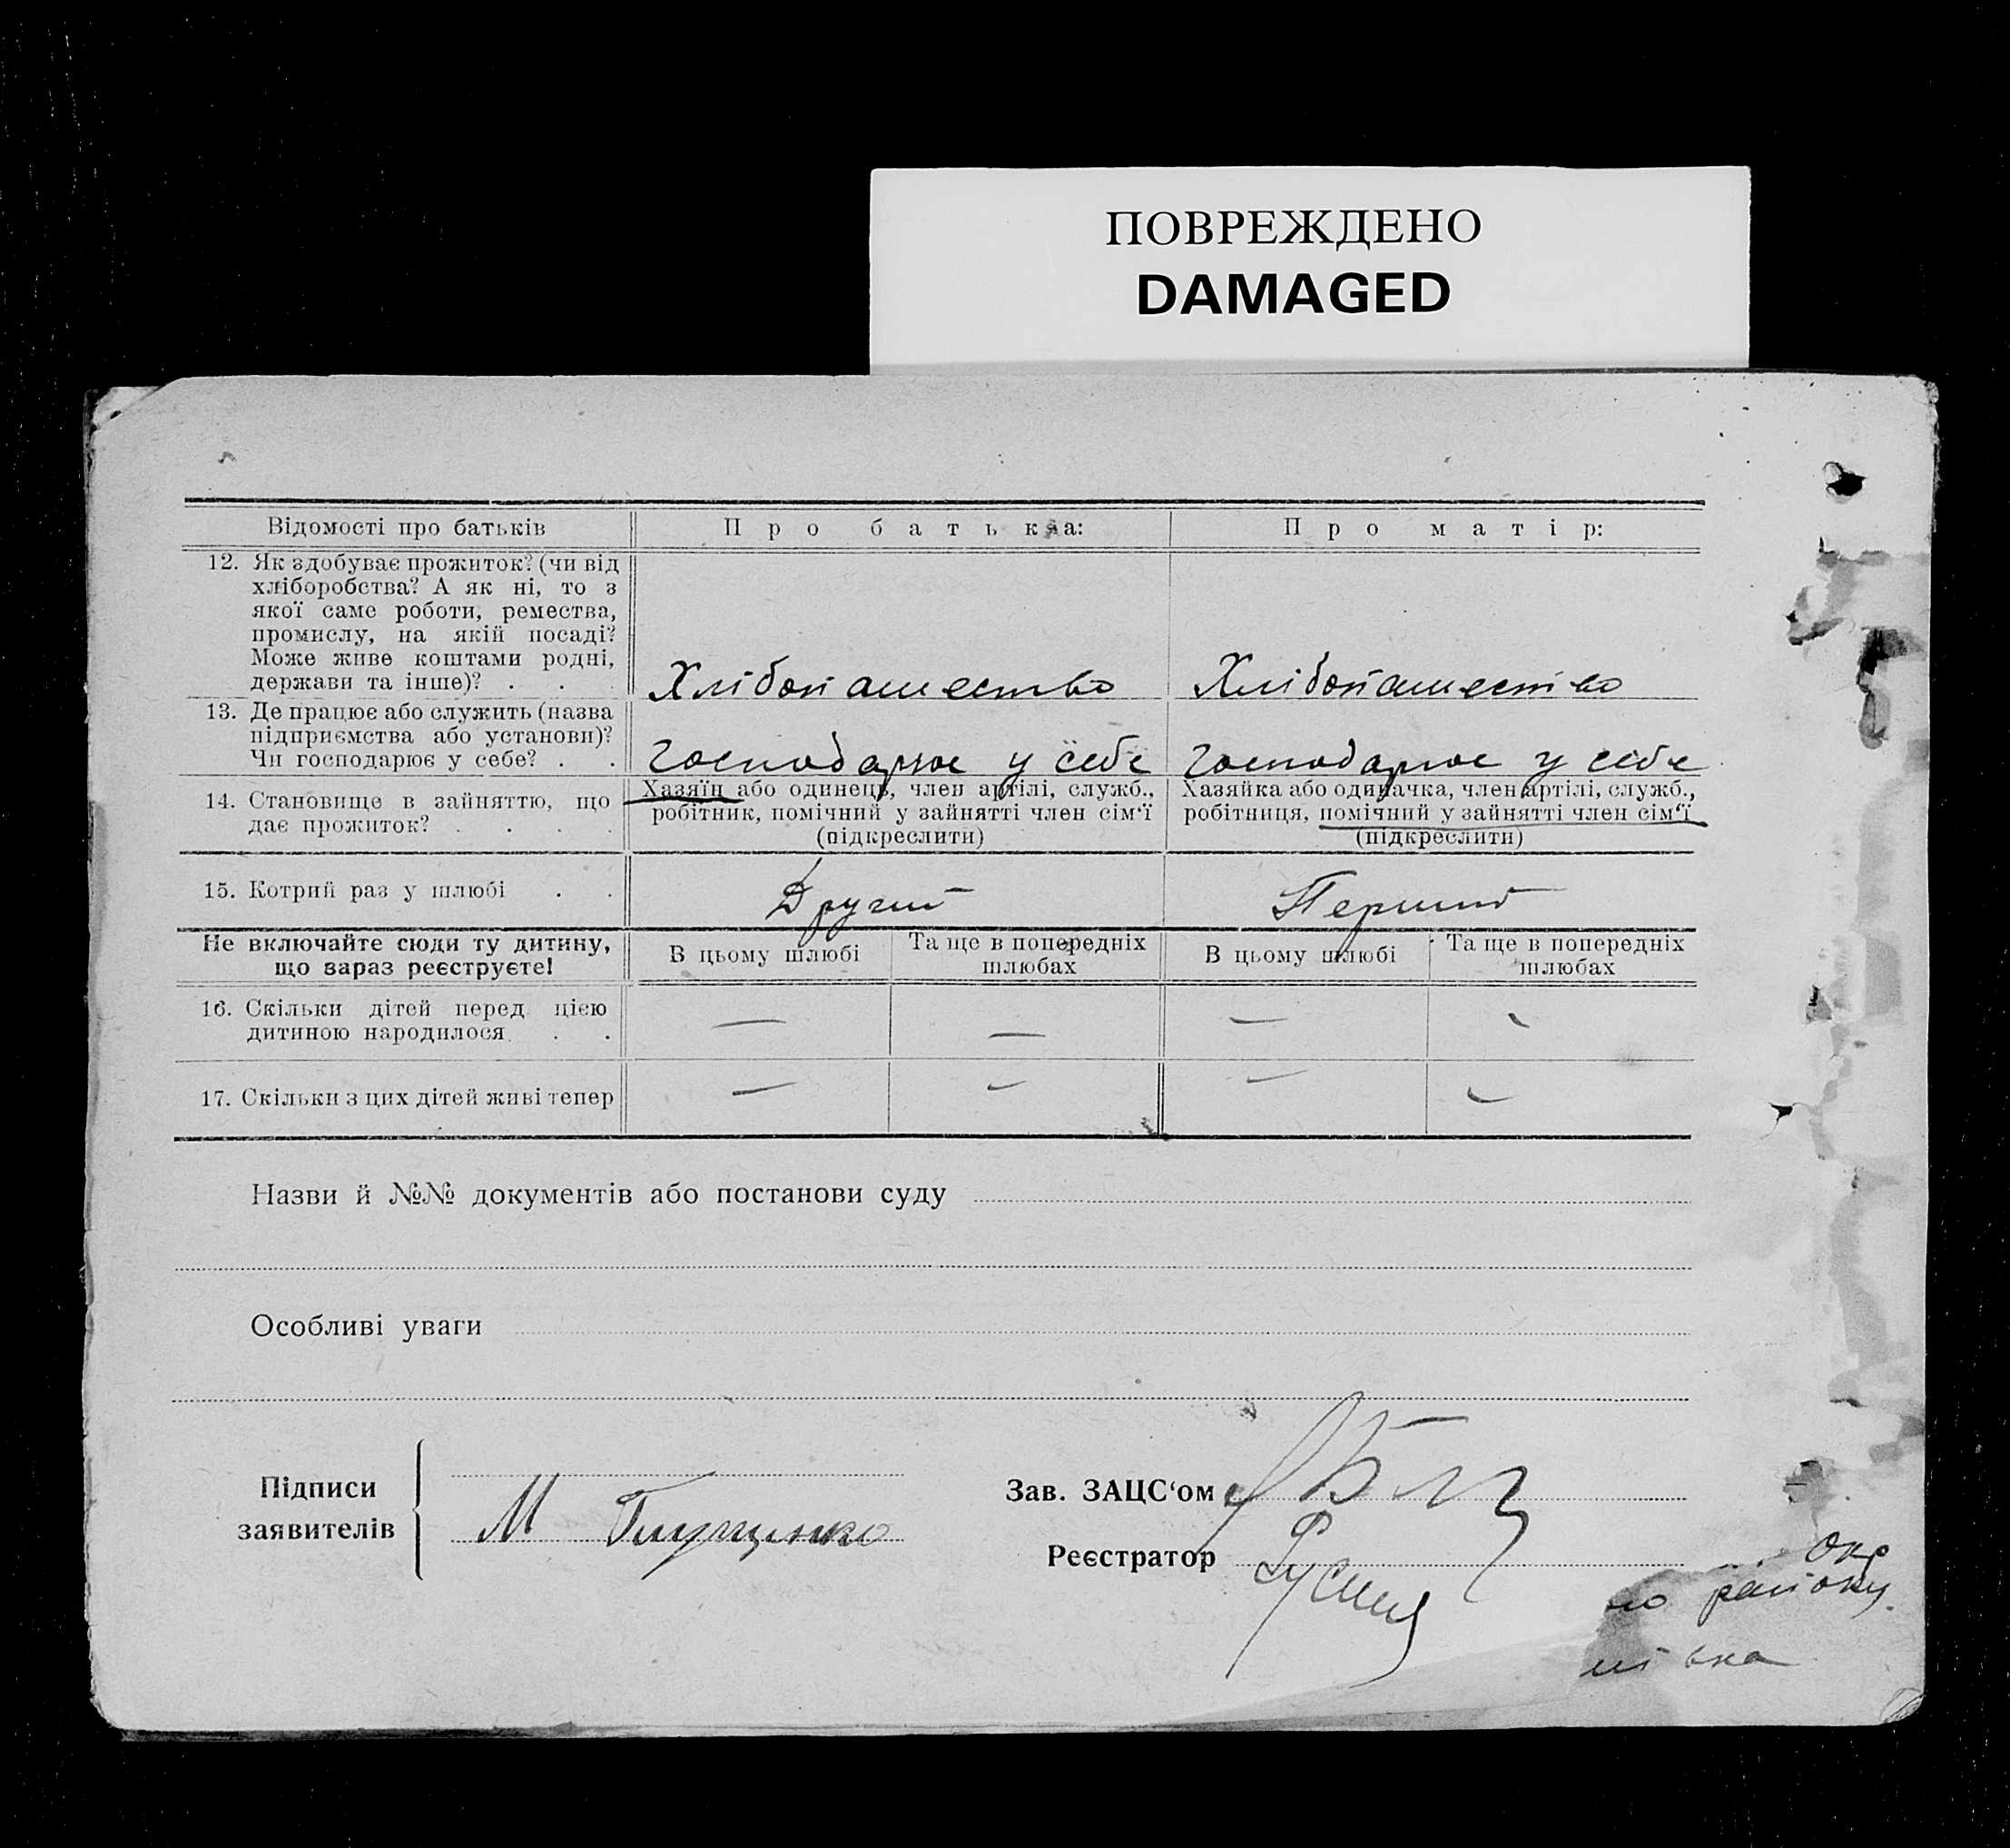 ПОВРЕЖДЕНО
DAMAGED
Відомості про батьків
Про батька:
Про матір:
12. Як здобуває прожиток? (чи від
хліборобства? А як ні, то з
якої саме роботи, ремества,
промислу, на якій посаді?
Може живе коштами родні,
держави та інше)? . .
Хлібопашество
Хлібопашество
13. Де працює або служить (назва
підприємства або установи)?
Чи господарює у себе? . .
господарює у себе
господарює у себе
14. Становище в зайняттю, що
дає прожиток? . . . .
Хазяїн або одинець, член артілі, служб.,
робітник, помічний у зайнятті член сім‘ї
(підкреслити)
Хазяйка або одиначка, член артілі, служб.,
робітниця, помічний у зайнятті член сім‘ї
(підкреслити)
15. Котрий раз у шлюбі . .
Другий
Перший
Не включайте сюди ту дитину,
що зараз реєструєте!
В цьому шлюбі
Та ще в попередніх
шлюбах
В цьому шлюбі
Та ще в попередніх
шлюбах
16. Скільки дітей перед цією
дитиною народилося . .
— — — —
17. Скільки з цих дітей живі тепер
— — — —
Назви й №№ документів або постанови суду
Особливі уваги
Підписи
заявителів
М
Зав. ЗАЦС‘ом
Реєстратор
Окр
району.